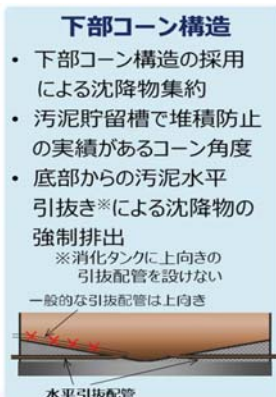 下部コーン構造
• 下部コーン構造の採用
による沈降物集約
• 汚泥貯留槽で堆積防止
の実績があるコーン角度
• 底部からの汚泥水平
引抜き※による沈降物の
強制排出
※消化タンクに上向きの
引抜配管を設けない
一般的な引抜配管は上向き
水平引抜配管